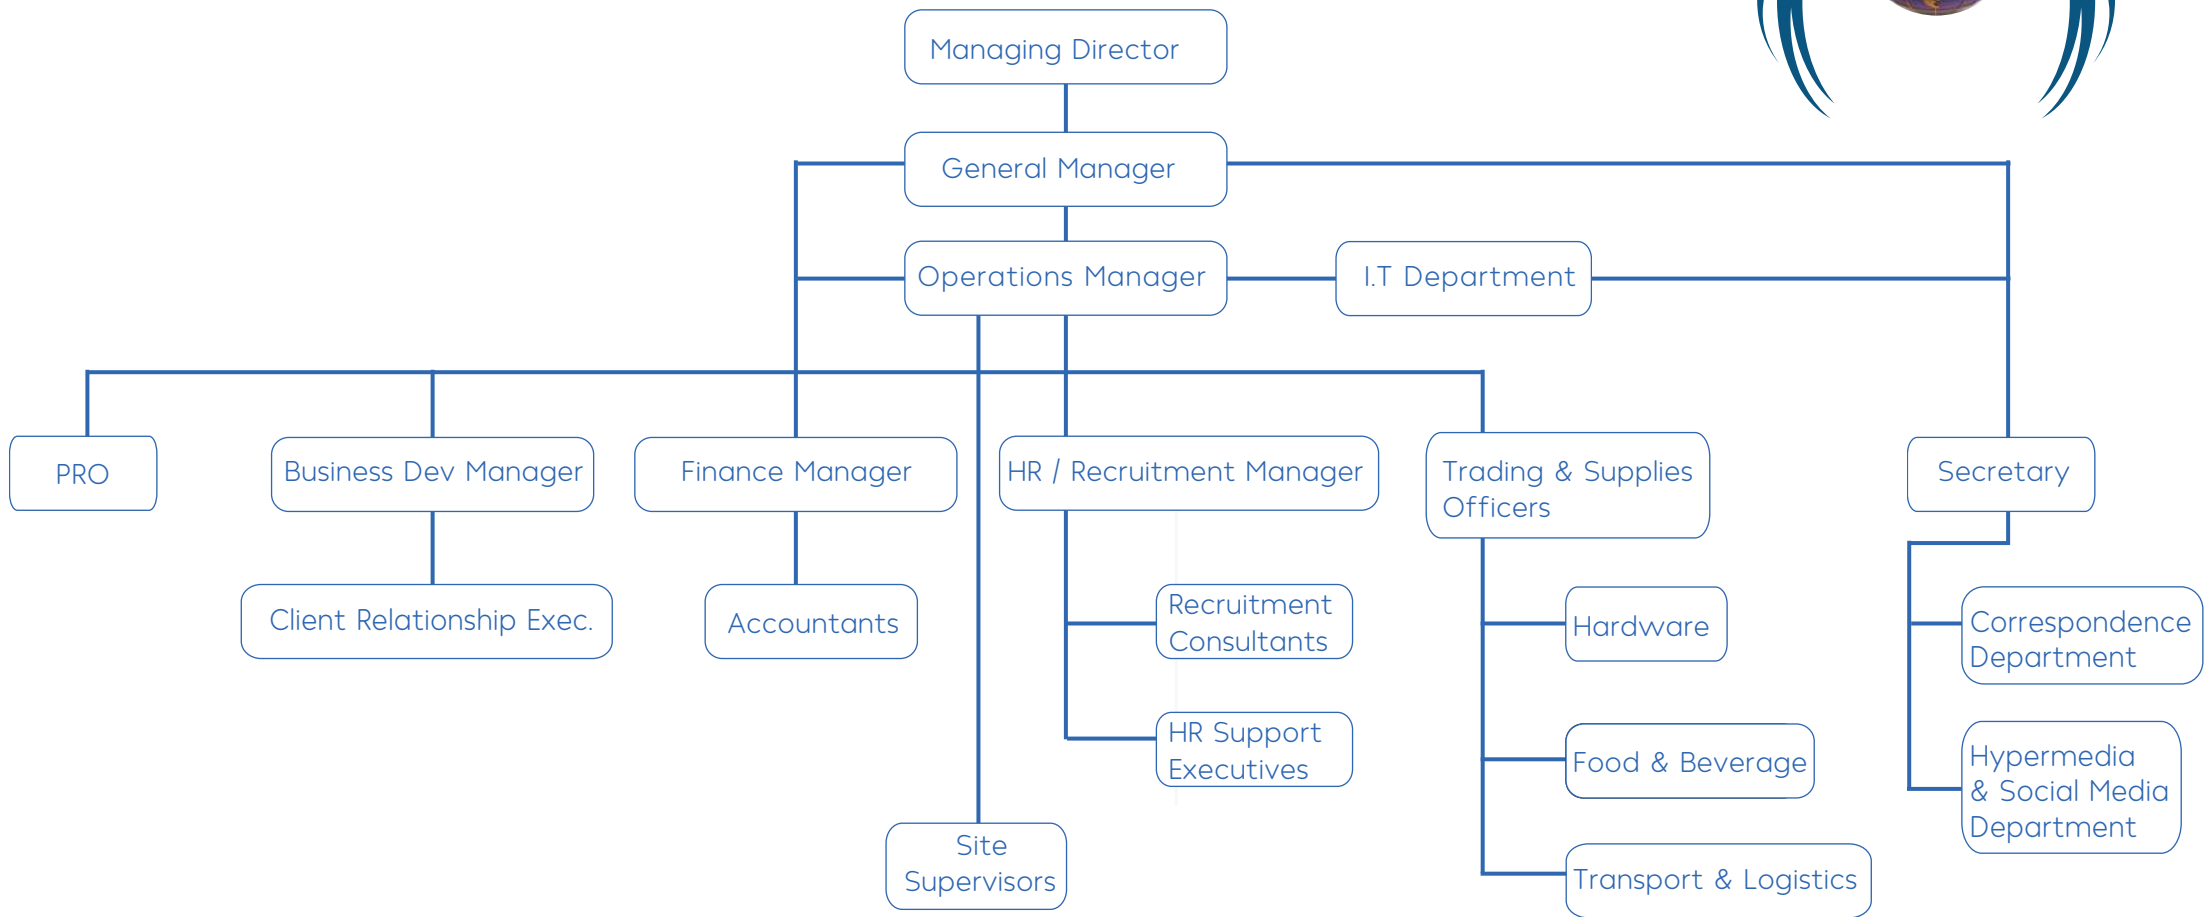 Managing Director
General Manager
Operations Manager
I.T Department
PRO
Business Dev Manager
Finance Manager
HR / Recruitment Manager
Trading & Supplies
Officers
Secretary
Client Relationship Exec.
Accountants
Recruitment
Consultants
Hardware
Correspondence
Department
HR Support
Executives
Food & Beverage
Hypermedia
& Social Media
Department
Site
Supervisors
Transport & Logistics